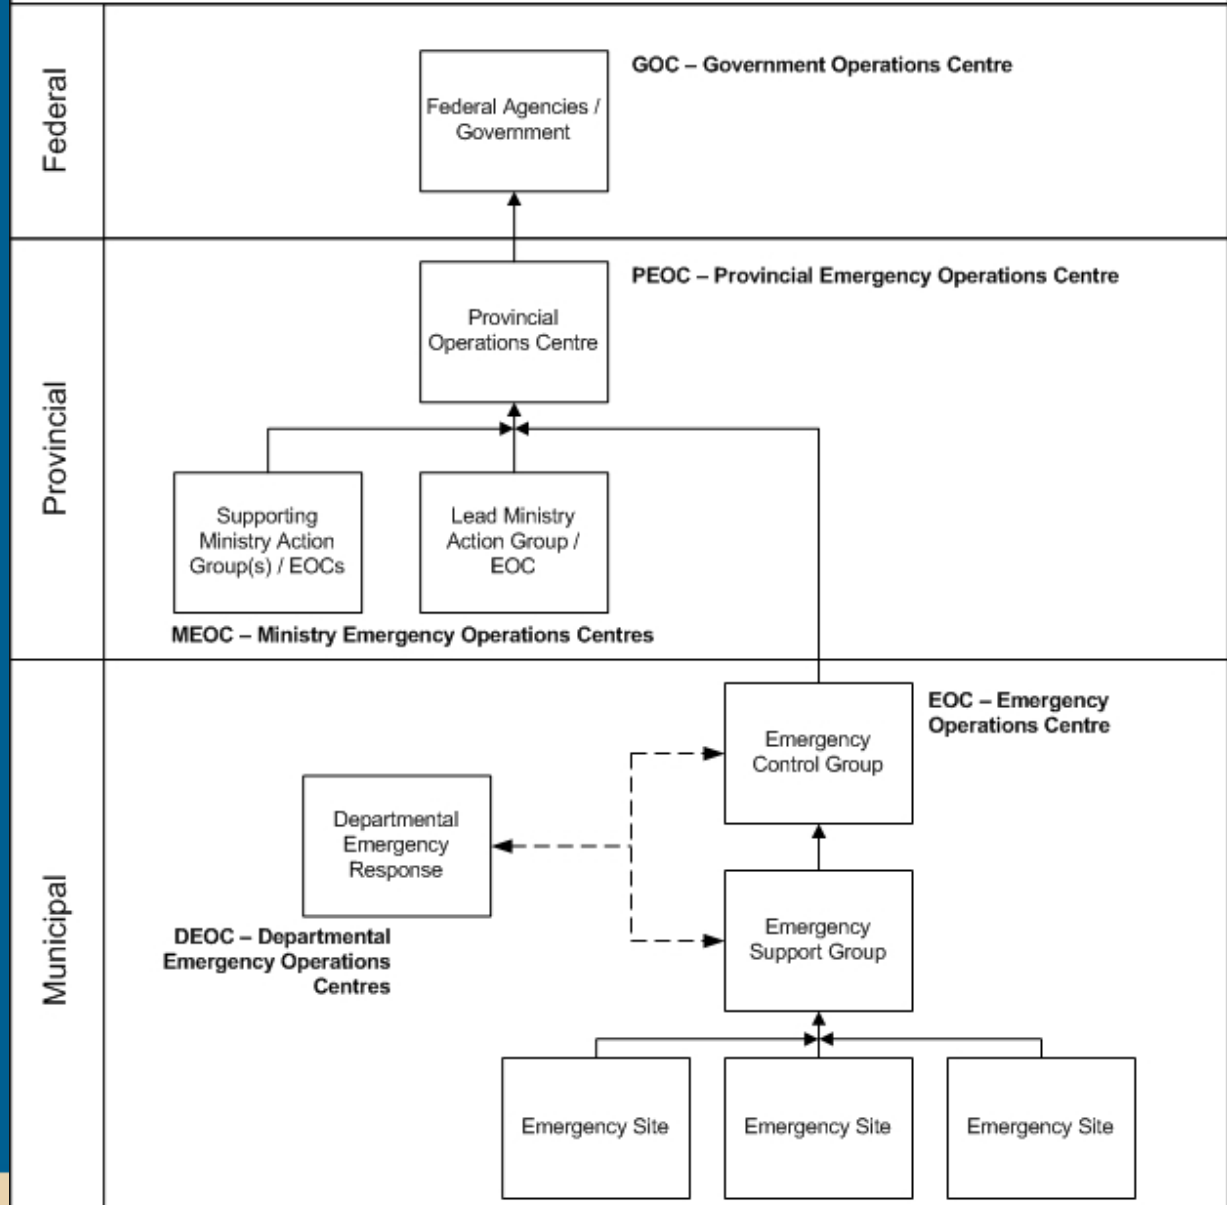 Federal
Federal Agencies /
Government
GOC – Government Operations Centre
Provincial
Provincial
Operations Centre
PEOC – Provincial Emergency Operations Centre
Supporting
Ministry Action
Group(s) / EOCs
Lead Ministry
Action Group /
EOC
MEOC – Ministry Emergency Operations Centres
Municipal
Emergency
Control Group
EOC – Emergency
Operations Centre
Departmental
Emergency
Response
DEOC – Departmental
Emergency Operations
Centres
Emergency
Support Group
Emergency Site
Emergency Site
Emergency Site